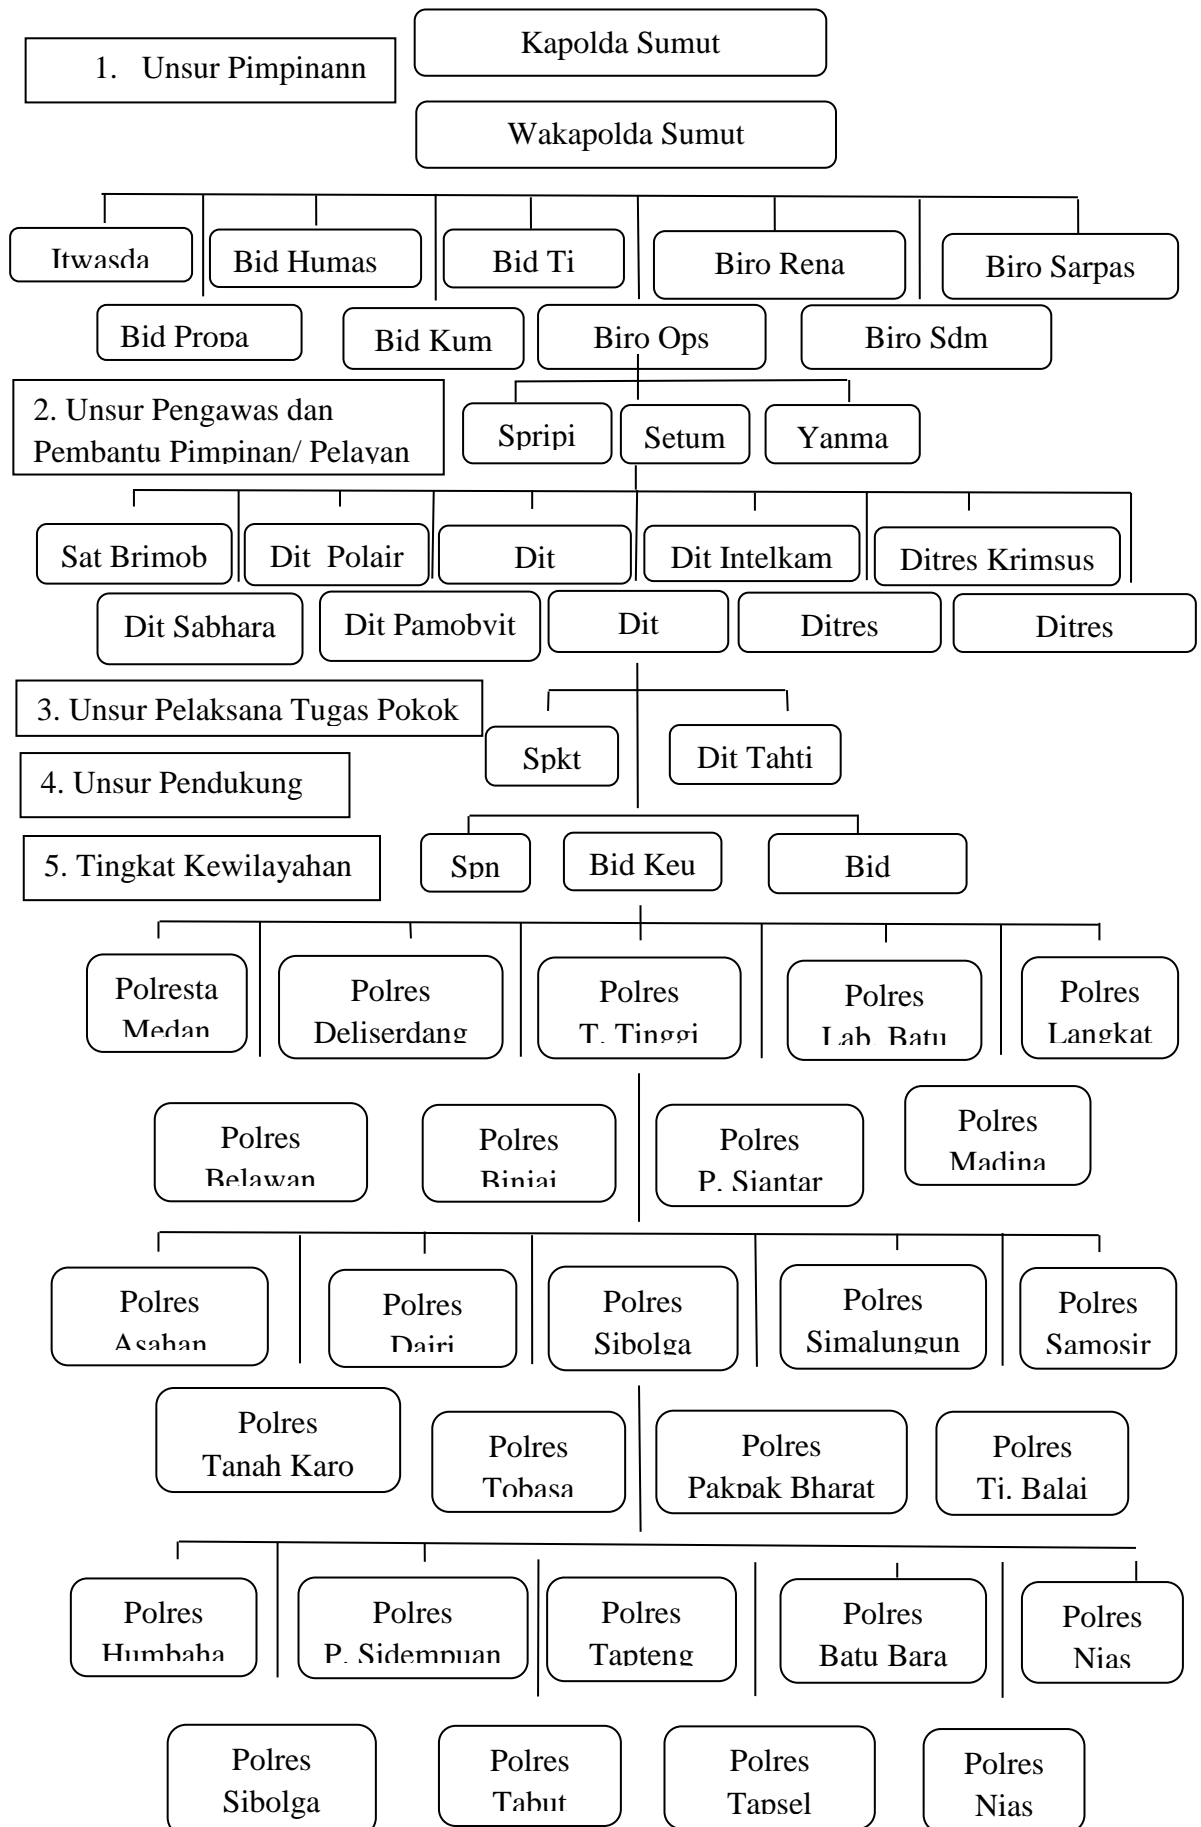 Kapolda Sumut
1. Unsur Pimpinann
Wakapolda Sumut
Itwasda
Bid Humas
Bid Ti
Biro Rena
Biro Sarpas
Bid Propa
Bid Kum
Biro Ops
Biro Sdm
2. Unsur Pengawas dan
Pembantu Pimpinan/ Pelayan
Spripi
Setum
Yanma
Sat Brimob
Dit Polair
Dit
Dit Intelkam
Ditres Krimsus
Dit Sabhara
Dit Pamobvit
Dit
Ditres
Ditres
3. Unsur Pelaksana Tugas Pokok
Spkt
Dit Tahti
4. Unsur Pendukung
5. Tingkat Kewilayahan
Spn
Bid Keu
Bid
Polresta
Medan
Polres
Deliserdang
Polres
T. Tinggi
Polres
Lab. Batu
Polres
Langkat
Polres
Belawan
Polres
Binjai
Polres
P. Siantar
Polres
Madina
Polres
Asahan
Polres
Dairi
Polres
Sibolga
Polres
Simalungun
Polres
Samosir
Polres
Tanah Karo
Polres
Tobasa
Polres
Pakpak Bharat
Polres
Tj. Balai
Polres
Humbaha
Polres
P. Sidempuan
Polres
Tapteng
Polres
Batu Bara
Polres
Nias
Polres
Sibolga
Polres
Tabut
Polres
Tapsel
Polres
Nias